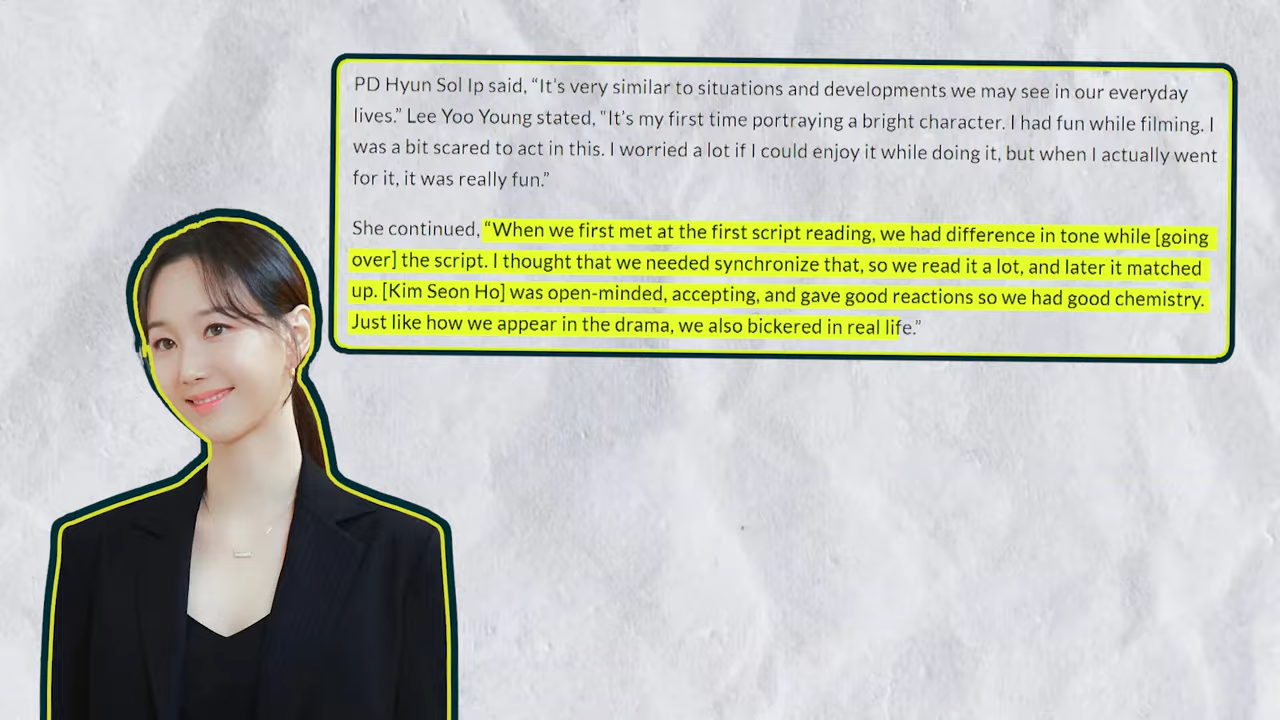 PD Hyun Sol Ip said, “It’s very similar to situations and developments we may see in our everyday
lives.” Lee Yoo Young stated, “It’s my first time portraying a bright character. I had fun while filming. I
was a bit scared to act in this. I worried a lot if I could enjoy it while doing it, but when I actually went
for it, it was really fun.”
She continued, “When we first met at the first script reading, we had difference in tone while [going
over] the script. I thought that we needed synchronize that, so we read it a lot, and later it matched
up. [Kim Seon Ho] was open-minded, accepting, and gave good reactions so we had good chemistry.
Just like how we appear in the drama, we also bickered in real life.”